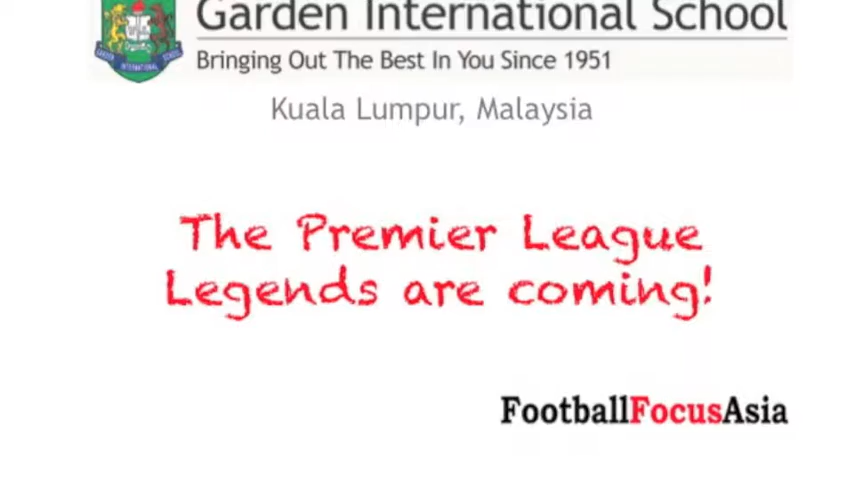 Garden International School
Bringing Out The Best In You Since 1951
Kuala Lumpur, Malaysia
The Premier League
Legends are coming!
FootballFocusAsia